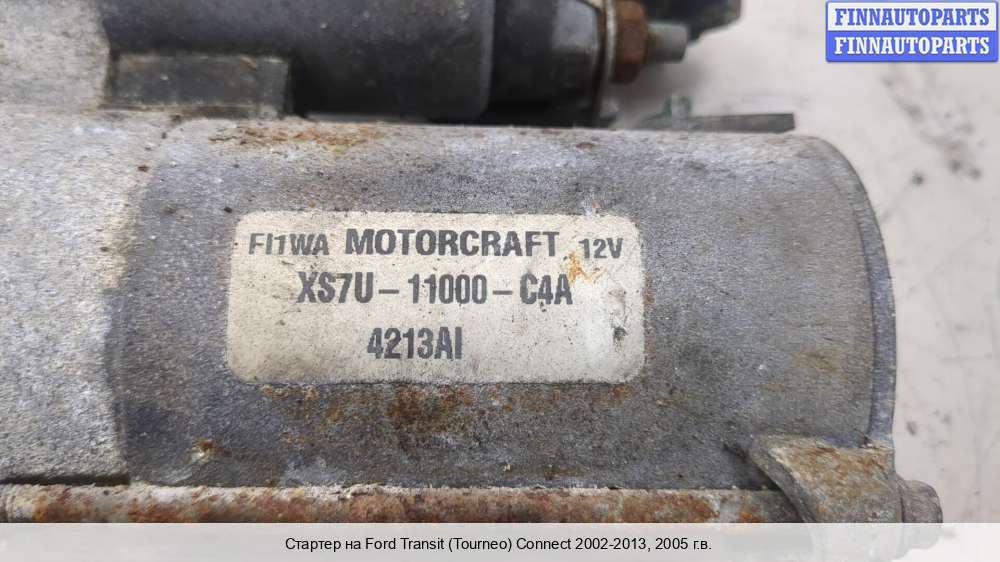 FINNAUTOPARTS
FINNAUTOPARTS
FI1WA MOTORCRAFT 12V
XS7U-11000-C4A
4213AI
Стартер на Ford Transit (Tourneo) Connect 2002-2013, 2005 г.в.